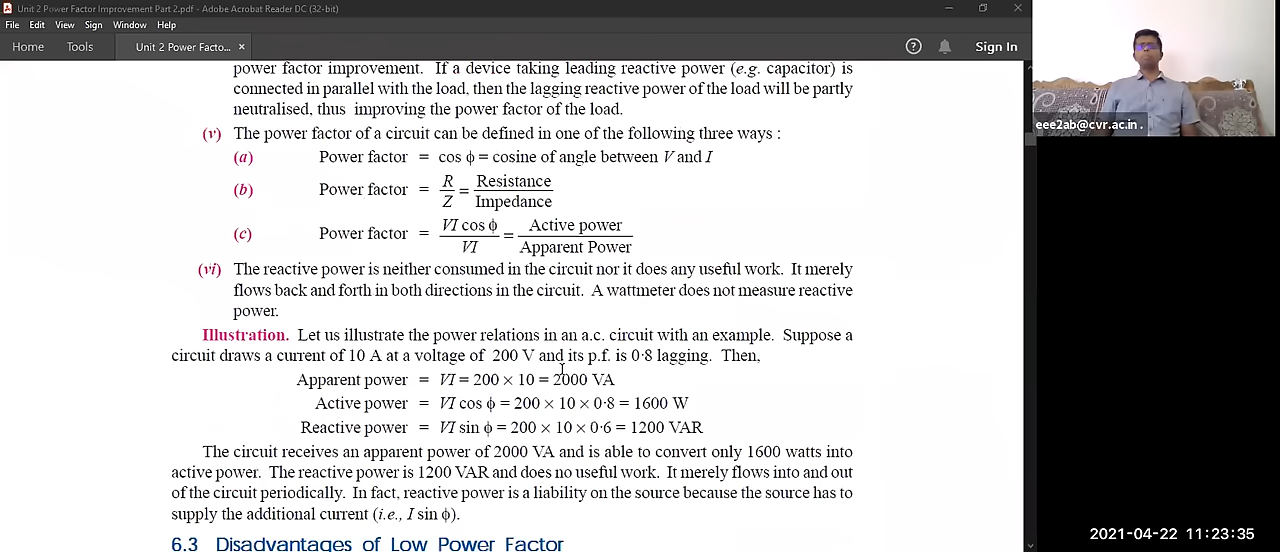 Unit 2 Power Factor Improvement Part 2.pdf - Adobe Acrobat Reader DC (32-bit)
File Edit View Sign Window Help
Home Tools Unit 2 Power Facto... × Sign In
power factor improvement. If a device taking leading reactive power (e.g. capacitor) is
connected in parallel with the load, then the lagging reactive power of the load will be partly
neutralised, thus improving the power factor of the load.
(v) The power factor of a circuit can be defined in one of the following three ways :
(a) Power factor = cos ϕ = cosine of angle between V and I
(b) Power factor = R/Z = Resistance/Impedance
(c) Power factor = VI cos ϕ/VI = Active power/Apparent Power
(vi) The reactive power is neither consumed in the circuit nor it does any useful work. It merely
flows back and forth in both directions in the circuit. A wattmeter does not measure reactive
power.
Illustration. Let us illustrate the power relations in an a.c. circuit with an example. Suppose a
circuit draws a current of 10 A at a voltage of 200 V and its p.f. is 0·8 lagging. Then,
Apparent power = VI = 200 × 10 = 2000 VA
Active power = VI cos ϕ = 200 × 10 × 0·8 = 1600 W
Reactive power = VI sin ϕ = 200 × 10 × 0·6 = 1200 VAR
The circuit receives an apparent power of 2000 VA and is able to convert only 1600 watts into
active power. The reactive power is 1200 VAR and does no useful work. It merely flows into and out
of the circuit periodically. In fact, reactive power is a liability on the source because the source has to
supply the additional current (i.e., I sin ϕ).
6.3 Disadvantages of Low Power Factor
eee2ab@cvr.ac.in .
2021-04-22 11:23:35